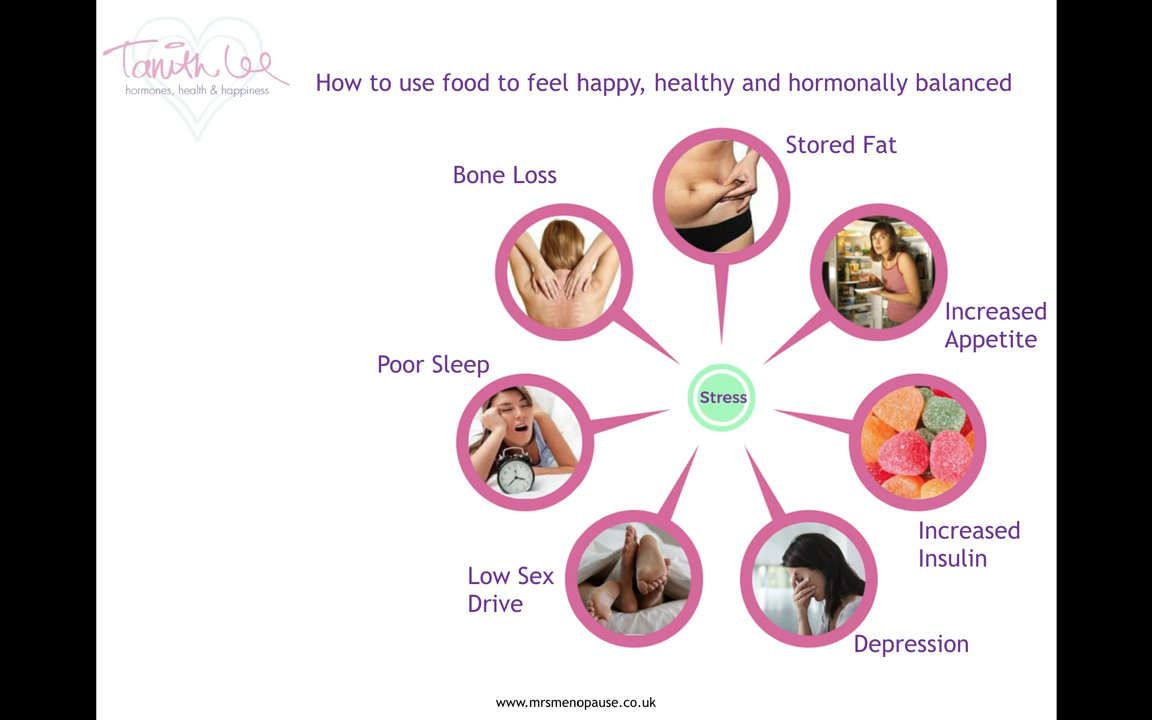 Tanith Lee
hormones, health & happiness
How to use food to feel happy, healthy and hormonally balanced
Stored Fat
Bone Loss
Increased
Appetite
Poor Sleep
Stress
Increased
Insulin
Low Sex
Drive
Depression
www.mrsmenopause.co.uk